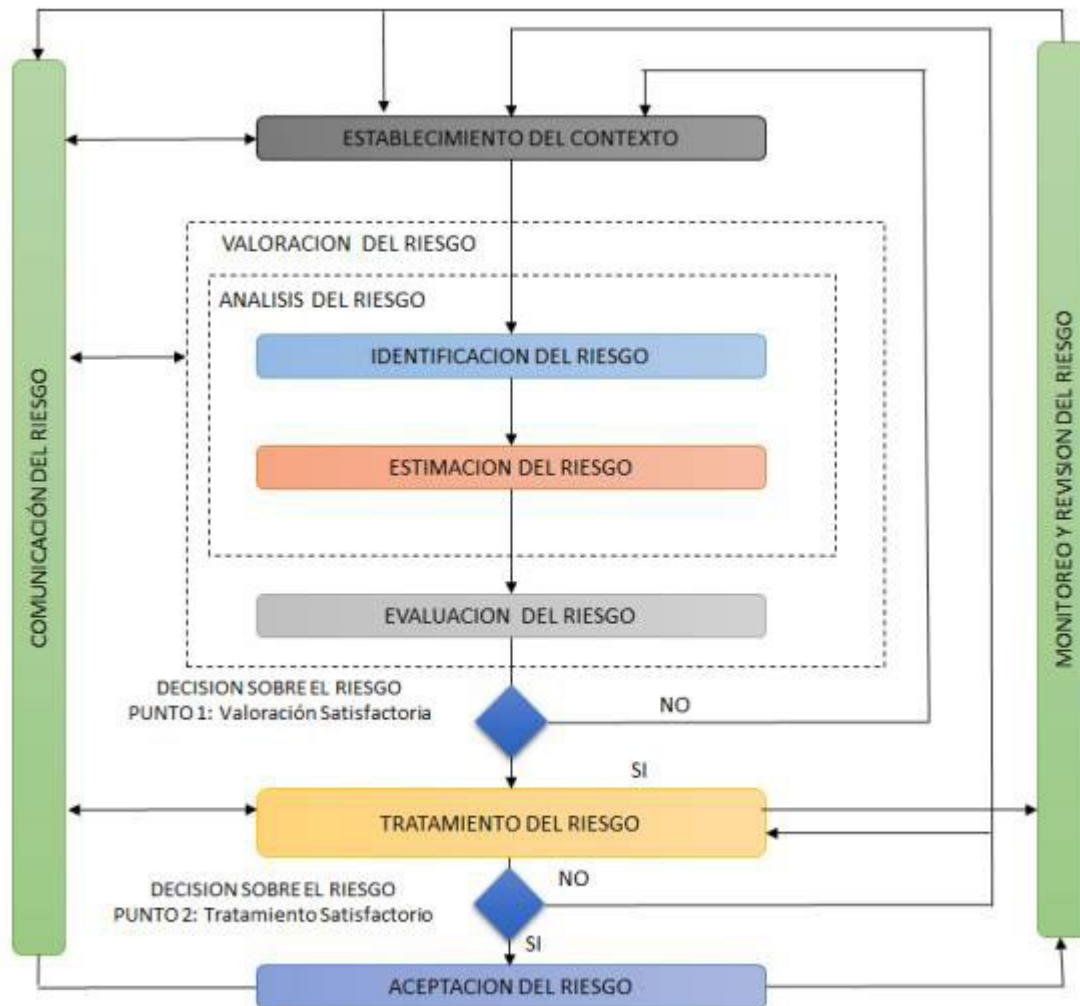 ESTABLECIMIENTO DEL CONTEXTO
VALORACION DEL RIESGO
ANALISIS DEL RIESGO
IDENTIFICACION DEL RIESGO
ESTIMACION DEL RIESGO
EVALUACION DEL RIESGO
DECISION SOBRE EL RIESGO
PUNTO 1: Valoración Satisfactoria
NO
SI
TRATAMIENTO DEL RIESGO
DECISION SOBRE EL RIESGO
PUNTO 2: Tratamiento Satisfactorio
NO
SI
ACEPTACION DEL RIESGO
COMUNICACIÓN DEL RIESGO
MONITOREO Y REVISION DEL RIESGO